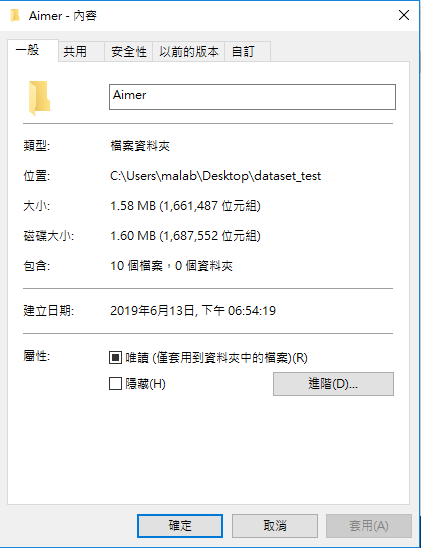 Aimer - 內容
一般 共用 安全性 以前的版本 自訂
Aimer
類型: 檔案資料夾
位置: C:\Users\malab\Desktop\dataset_test
大小: 1.58 MB (1,661,487 位元組)
磁碟大小: 1.60 MB (1,687,552 位元組)
包含: 10 個檔案，0 個資料夾
建立日期: 2019年6月13日, 下午 06:54:19
屬性: 唯讀 (僅套用到資料夾中的檔案)(R)
隱藏(H) 進階(D)...
確定 取消 套用(A)